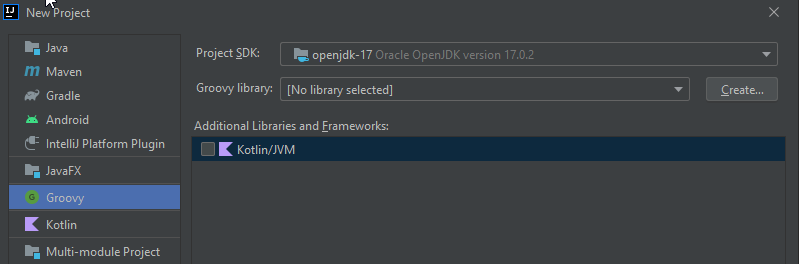 IJ
New Project
Java
Maven
Gradle
Android
IntelliJ Platform Plugin
JavaFX
G
Groovy
Kotlin
Multi-module Project
Project SDK: openjdk-17 Oracle OpenJDK version 17.0.2
Groovy library: [No library selected] Create...
Additional Libraries and Frameworks:
Kotlin/JVM